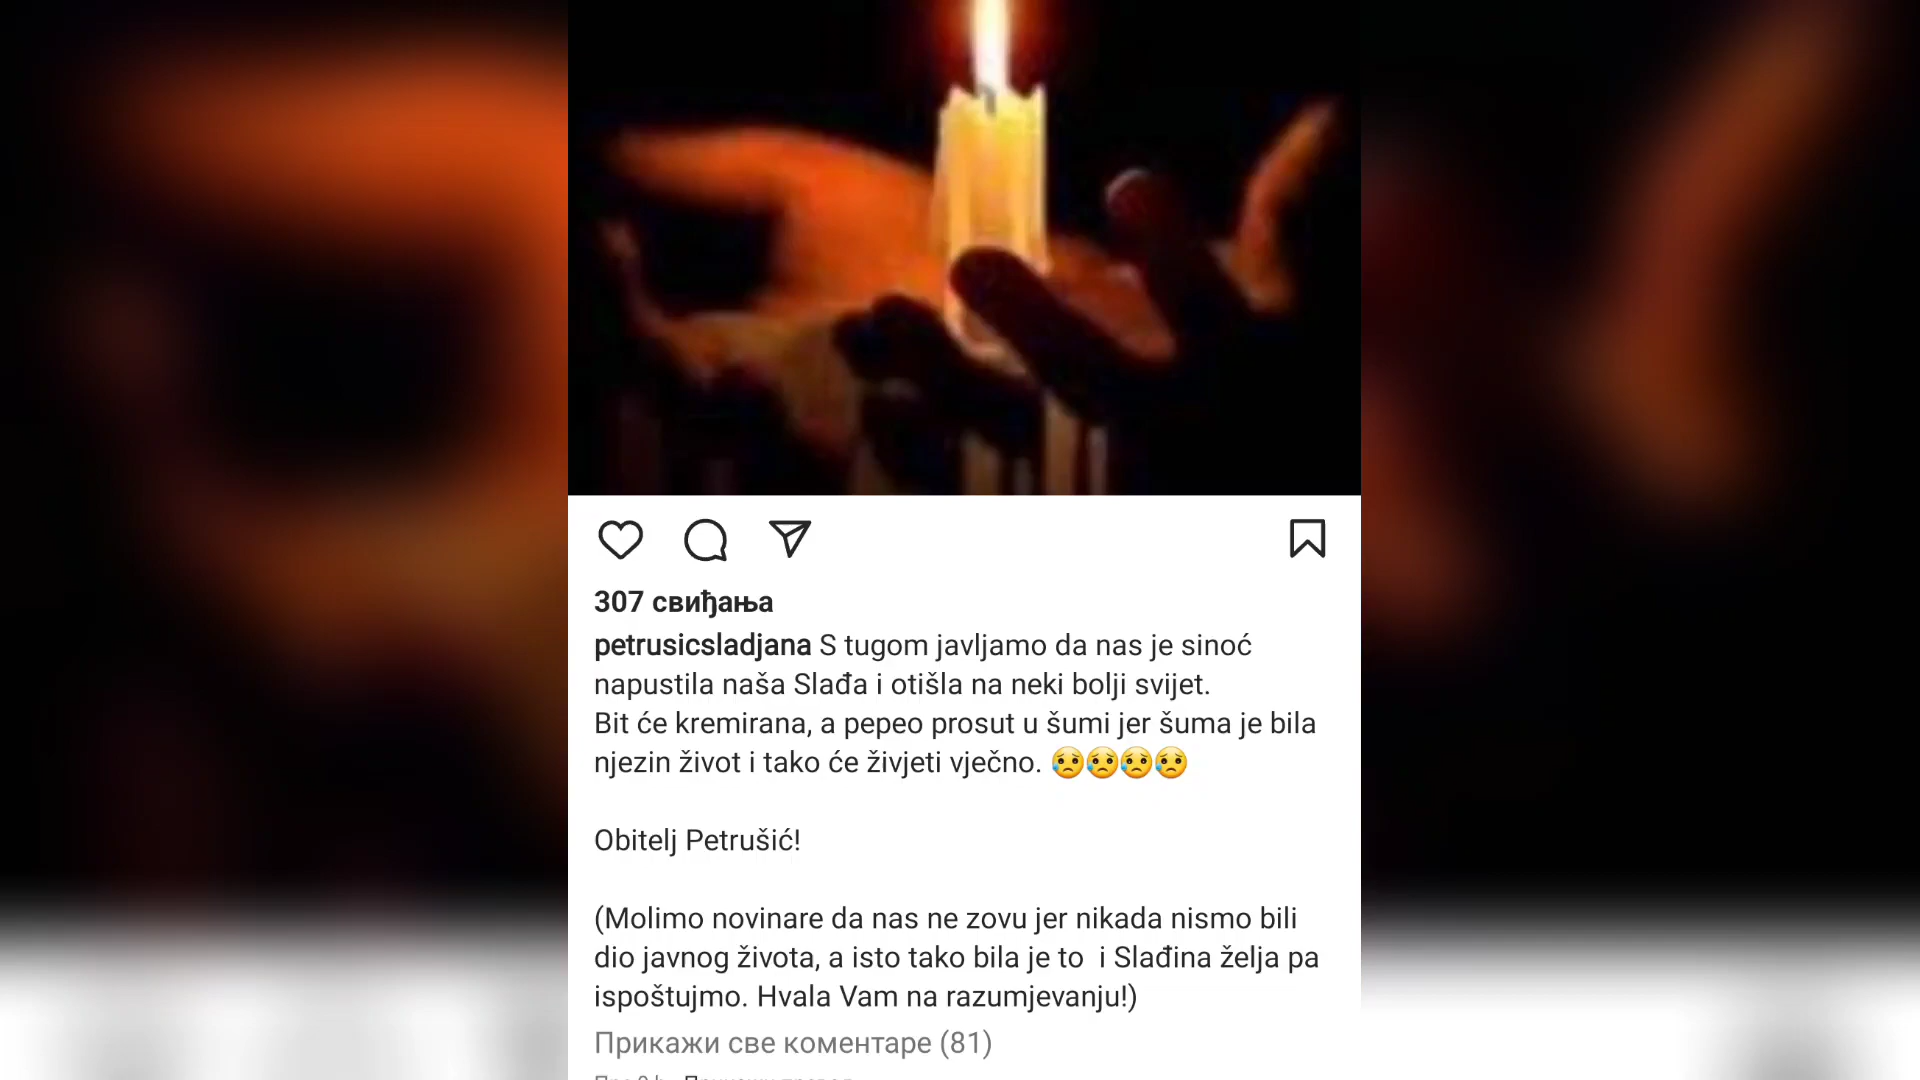 307 свиђања
petrusicsladjana S tugom javljamo da nas je sinoć
napustila naša Slađa i otišla na neki bolji svijet.
Bit će kremirana, a pepeo prosut u šumi jer šuma je bila
njezin život i tako će živjeti vječno. 😥😥😥😥
Obitelj Petrušić!
(Molimo novinare da nas ne zovu jer nikada nismo bili
dio javnog života, a isto tako bila je to i Slađina želja pa
ispoštujmo. Hvala Vam na razumjevanju!)
Прикажи све коментаре (81)